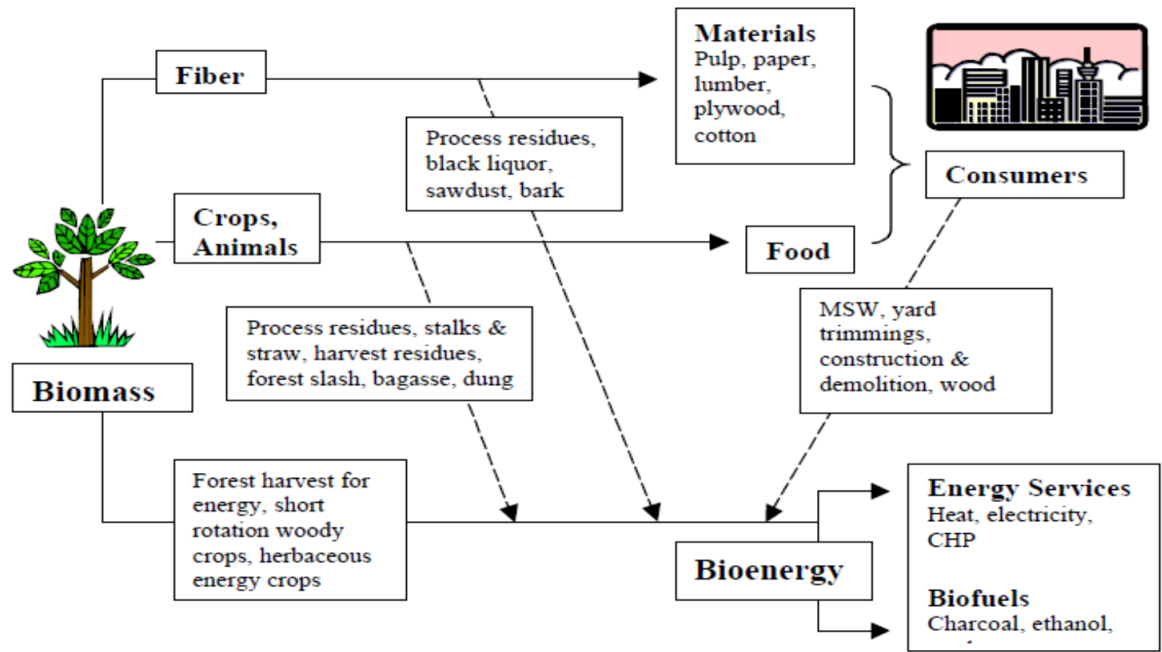 Fiber
Process residues,
black liquor,
sawdust, bark
Materials
Pulp, paper,
lumber,
plywood,
cotton
Consumers
Crops,
Animals
Food
Process residues, stalks &
straw, harvest residues,
forest slash, bagasse, dung
MSW, yard
trimmings,
construction &
demolition, wood
Biomass
Forest harvest for
energy, short
rotation woody
crops, herbaceous
energy crops
Bioenergy
Energy Services
Heat, electricity,
CHP
Biofuels
Charcoal, ethanol,